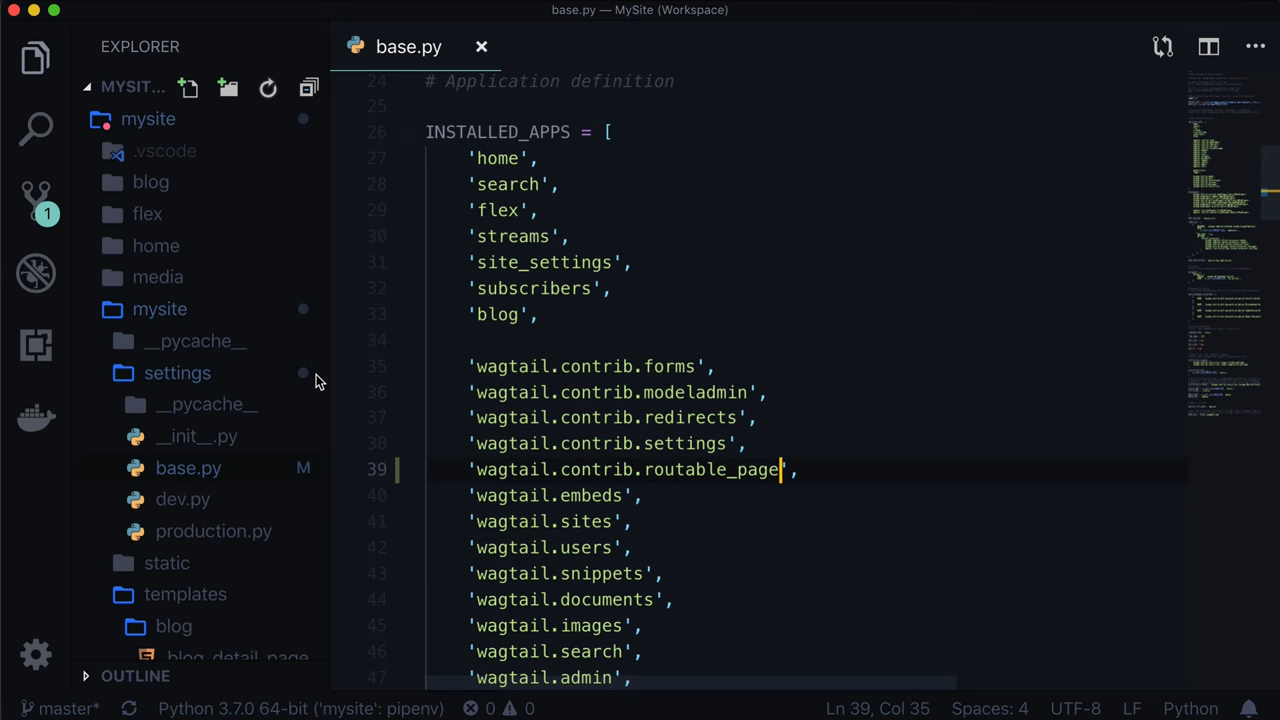 base.py — MySite (Workspace)
EXPLORER
MYSIT...
mysite
.vscode
blog
flex
home
media
mysite
__pycache__
settings
__pycache__
__init__.py
base.py M
dev.py
production.py
static
templates
blog
blog_detail_page
OUTLINE
1
base.py
24 # Application definition
25
26 INSTALLED_APPS = [
27 'home',
28 'search',
29 'flex',
30 'streams',
31 'site_settings',
32 'subscribers',
33 'blog',
34
35 'wagtail.contrib.forms',
36 'wagtail.contrib.modeladmin',
37 'wagtail.contrib.redirects',
38 'wagtail.contrib.settings',
39 'wagtail.contrib.routable_page',
40 'wagtail.embeds',
41 'wagtail.sites',
42 'wagtail.users',
43 'wagtail.snippets',
44 'wagtail.documents',
45 'wagtail.images',
46 'wagtail.search',
47 'wagtail.admin',
master* Python 3.7.0 64-bit ('mysite': pipenv) 0 0 Ln 39, Col 35 Spaces: 4 UTF-8 LF Python